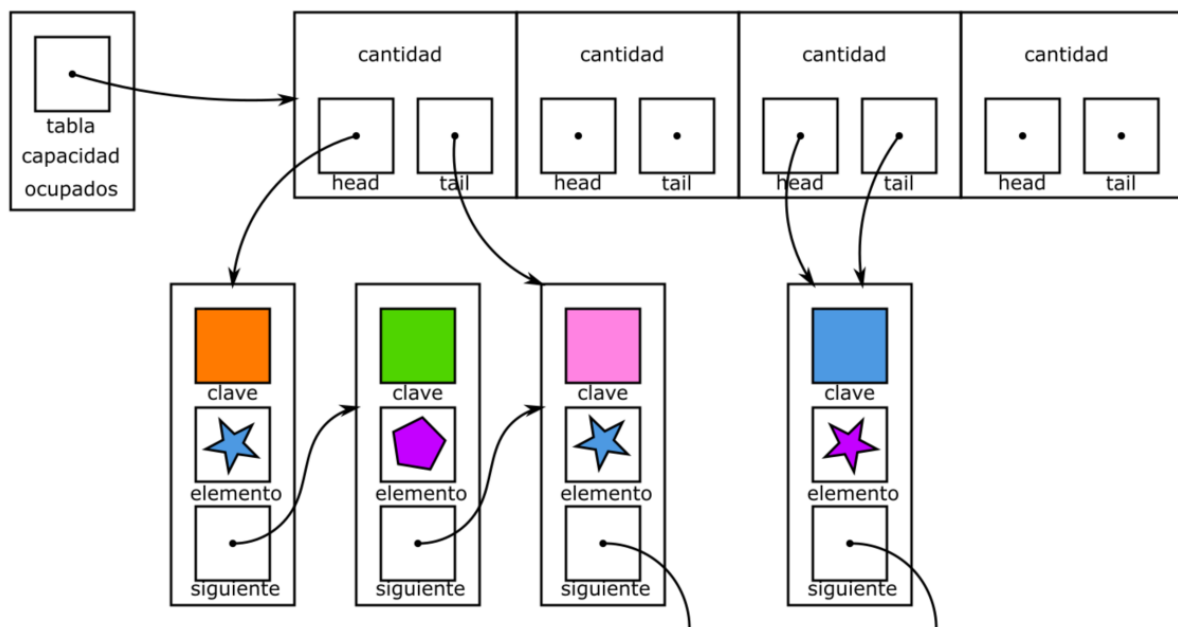 tabla
capacidad
ocupados
cantidad cantidad cantidad cantidad
head tail head tail head tail head tail
clave clave clave clave
elemento elemento elemento elemento
siguiente siguiente siguiente siguiente